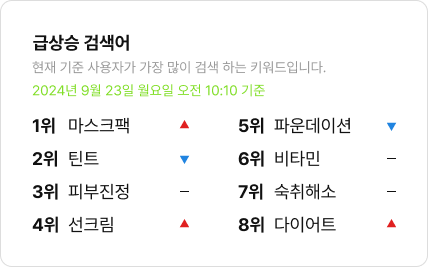 급상승 검색어
현재 기준 사용자가 가장 많이 검색 하는 키워드입니다.
2024년 9월 23일 월요일 오전 10:10 기준
1위 마스크팩 ▲
2위 틴트 ▼
3위 피부진정 –
4위 선크림 ▲
5위 파운데이션 ▼
6위 비타민 –
7위 숙취해소 –
8위 다이어트 ▲